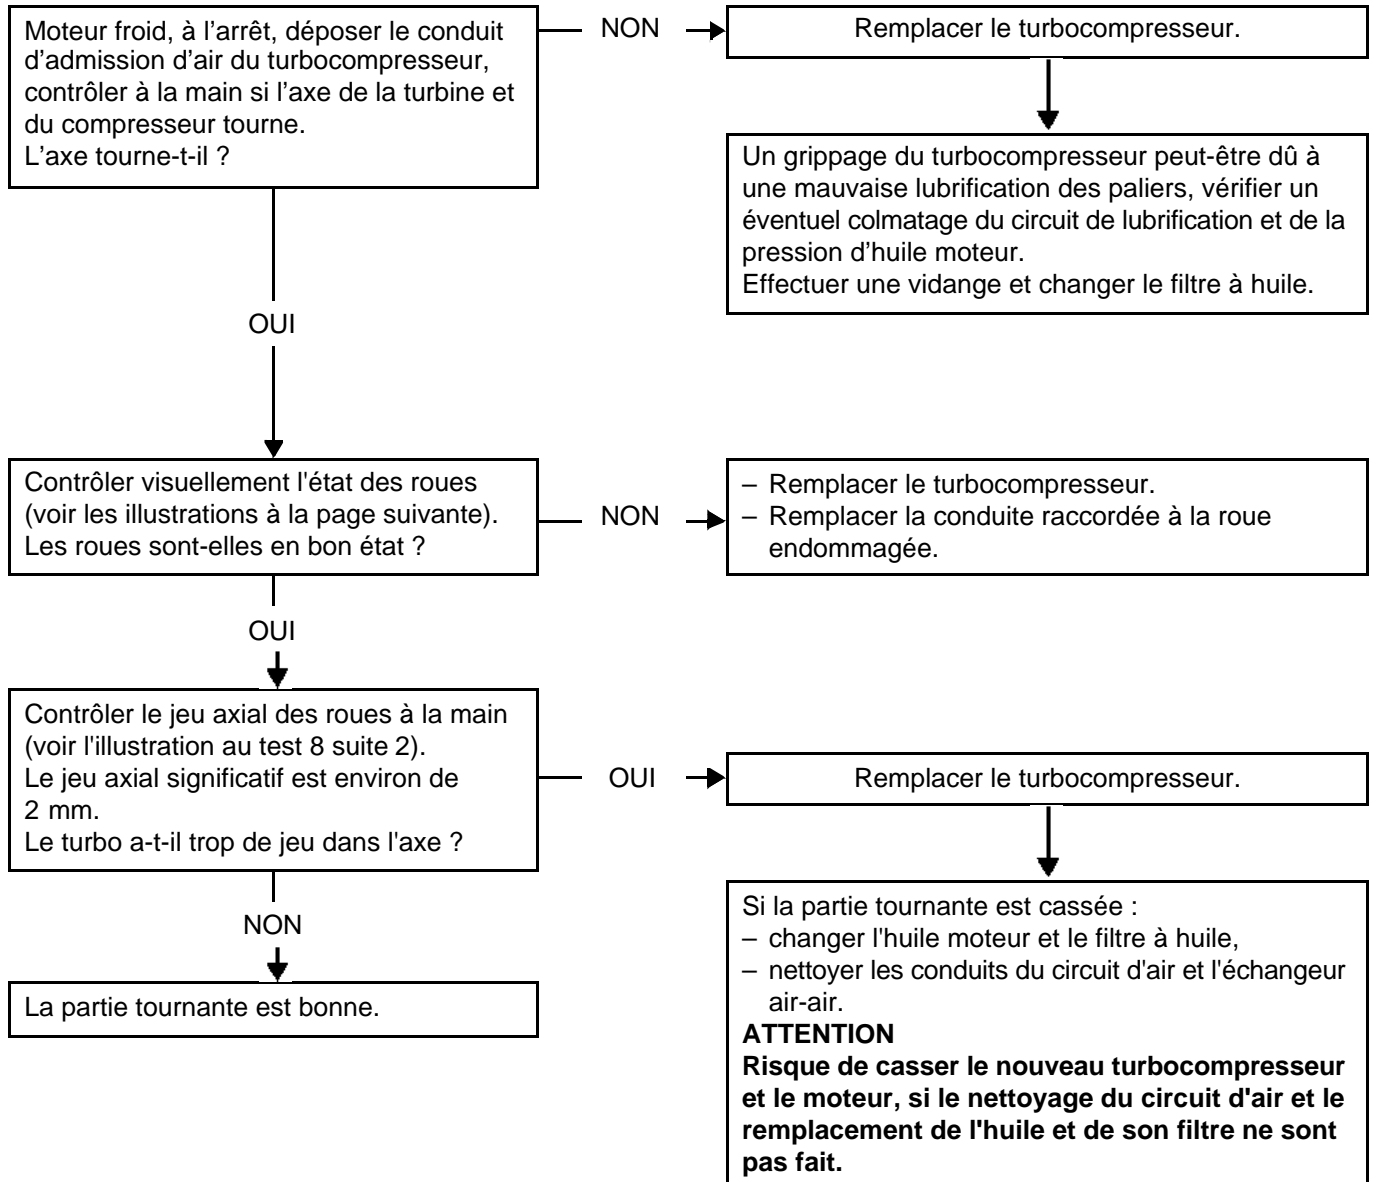 Moteur froid, à l’arrêt, déposer le conduit
d’admission d’air du turbocompresseur,
contrôler à la main si l’axe de la turbine et
du compresseur tourne.
L’axe tourne-t-il ?
NON
Remplacer le turbocompresseur.
Un grippage du turbocompresseur peut-être dû à
une mauvaise lubrification des paliers, vérifier un
éventuel colmatage du circuit de lubrification et de la
pression d’huile moteur.
Effectuer une vidange et changer le filtre à huile.
OUI
Contrôler visuellement l'état des roues
(voir les illustrations à la page suivante).
Les roues sont-elles en bon état ?
NON
– Remplacer le turbocompresseur.
– Remplacer la conduite raccordée à la roue
endommagée.
OUI
Contrôler le jeu axial des roues à la main
(voir l'illustration au test 8 suite 2).
Le jeu axial significatif est environ de
2 mm.
Le turbo a-t-il trop de jeu dans l'axe ?
OUI
Remplacer le turbocompresseur.
Si la partie tournante est cassée :
– changer l'huile moteur et le filtre à huile,
– nettoyer les conduits du circuit d'air et l'échangeur
air-air.
ATTENTION
Risque de casser le nouveau turbocompresseur
et le moteur, si le nettoyage du circuit d'air et le
remplacement de l'huile et de son filtre ne sont
pas fait.
NON
La partie tournante est bonne.